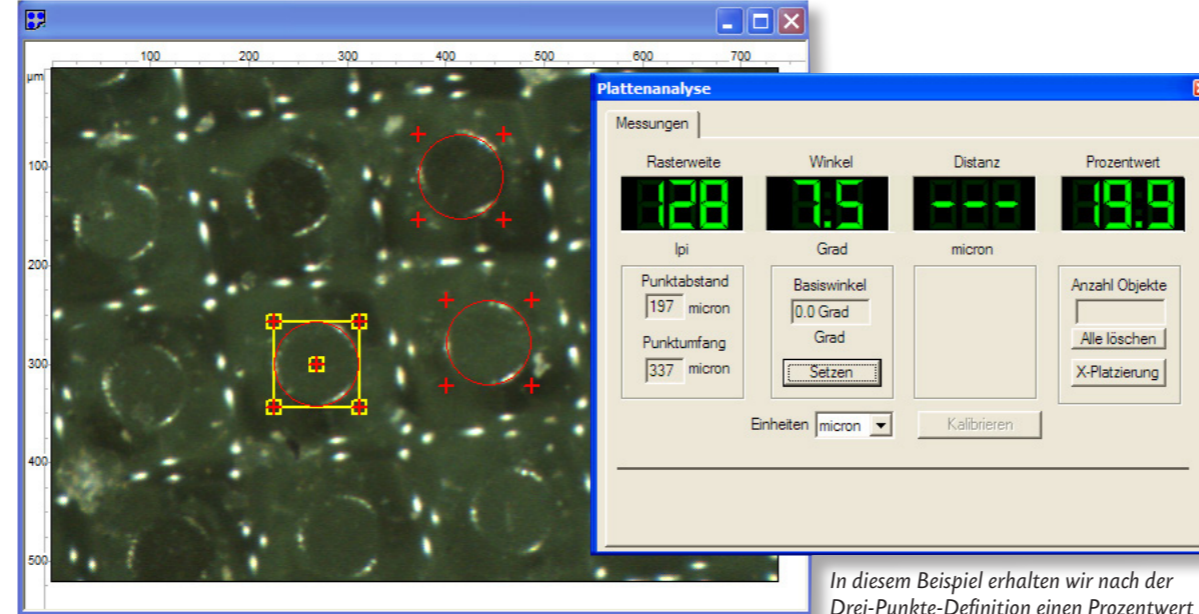 100 200 300 400 500 600 700
µm
100
200
300
400
500
Plattenanalyse
Messungen
Rasterweite Winkel Distanz Prozentwert
128 7.5 --- 19.9
lpi Grad micron
Punktabstand Basiswinkel Anzahl Objekte
197 micron 0.0 Grad
Punktumfang Grad Alle löschen
337 micron Setzen X-Platzierung
Einheiten micron Kalibrieren
In diesem Beispiel erhalten wir nach der
Drei-Punkte-Definition einen Prozentwert